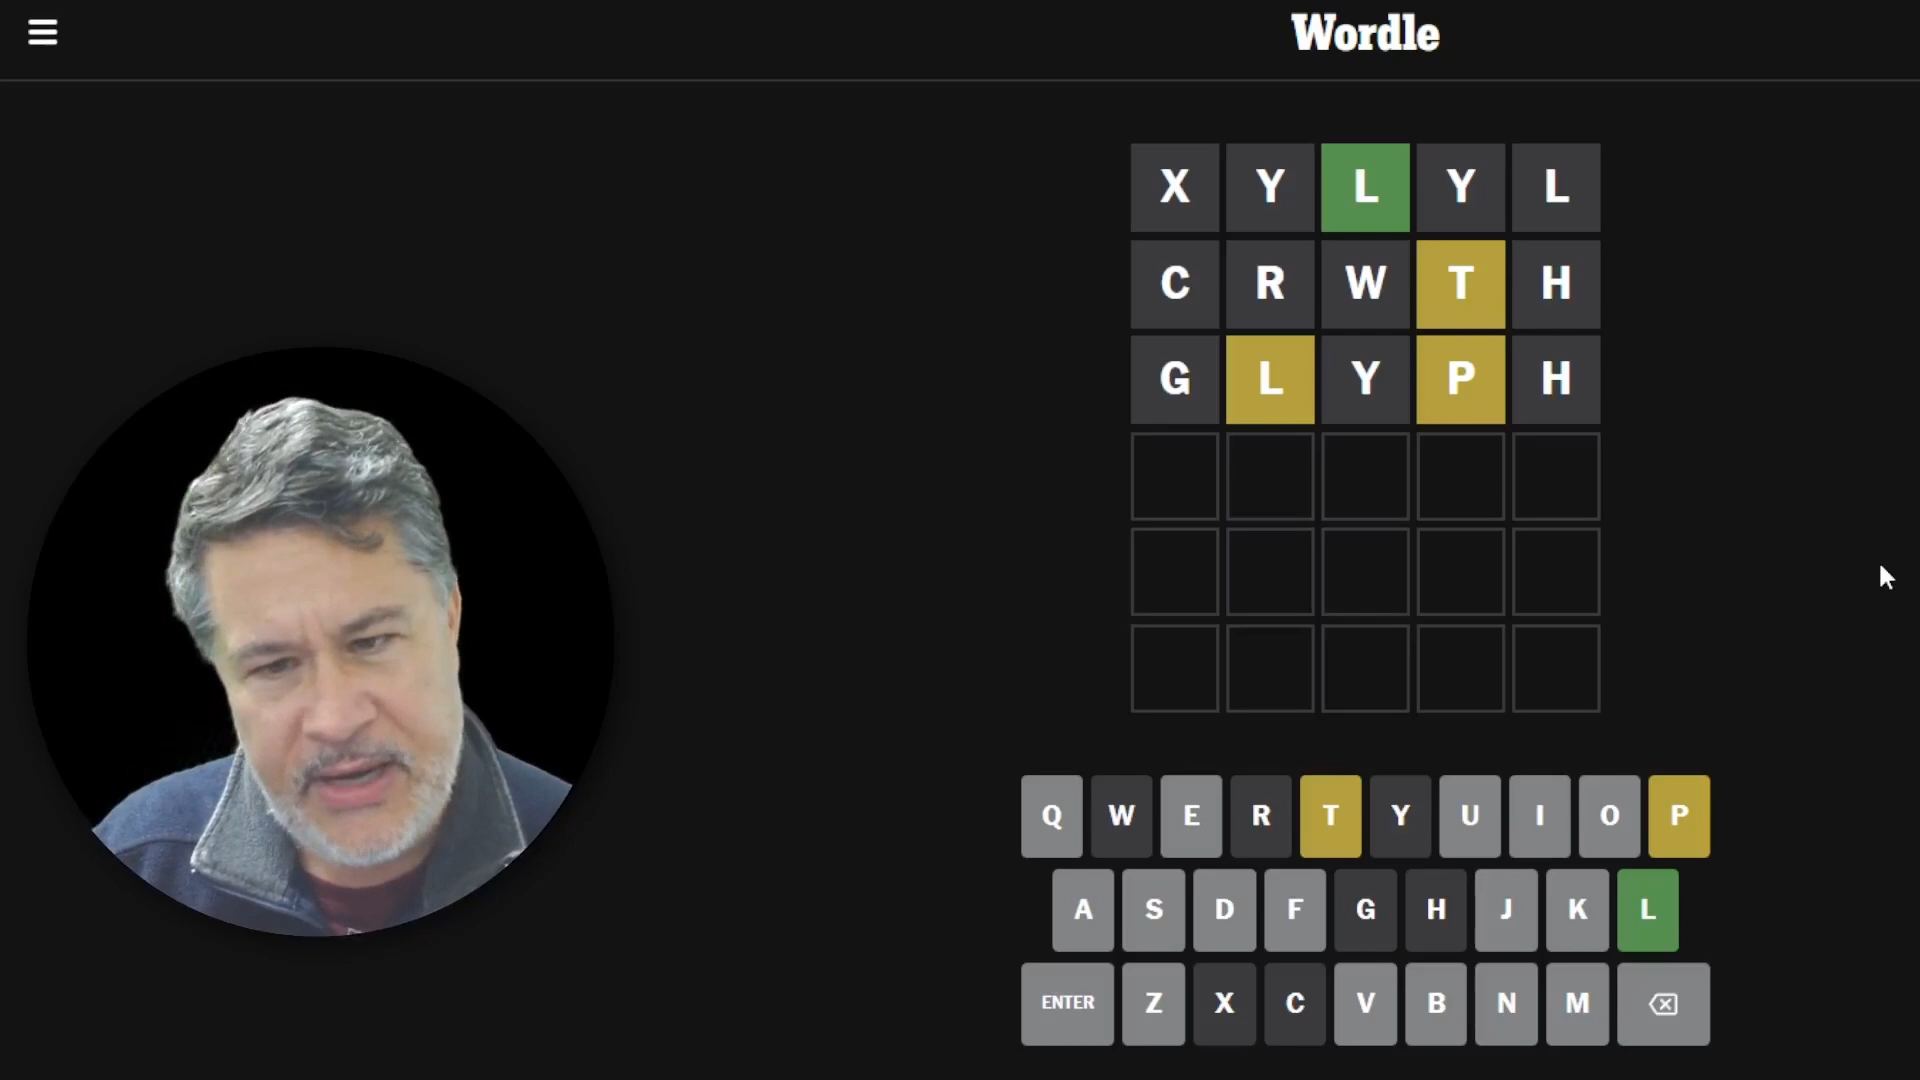 Wordle
X Y L Y L
C R W T H
G L Y P H
Q W E R T Y U I O P
A S D F G H J K L
ENTER Z X C V B N M